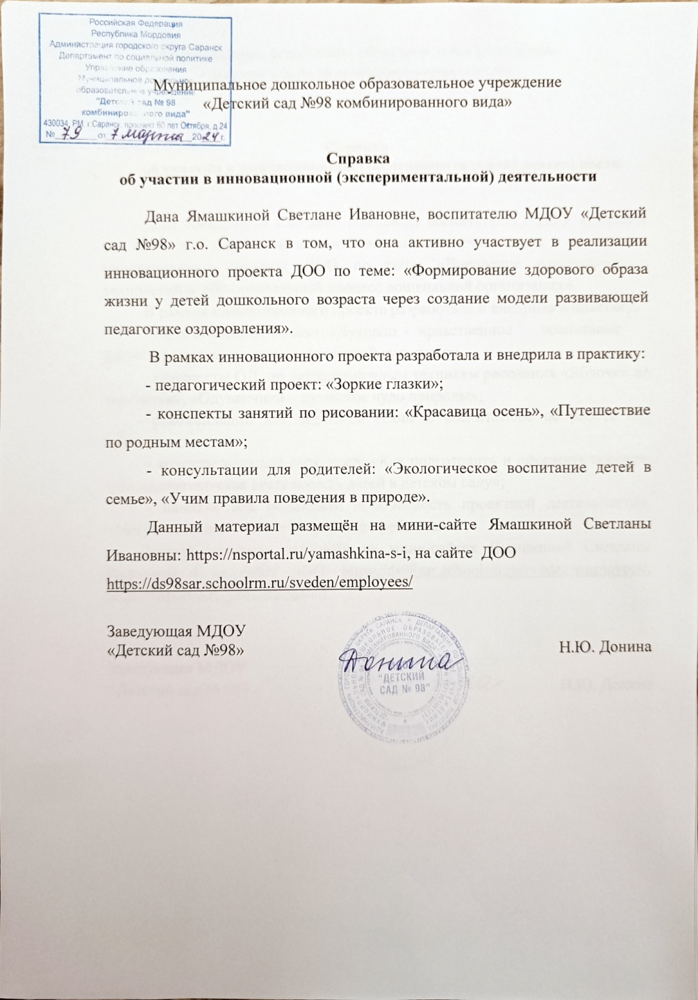 Российская Федерация
Республика Мордовия
Администрация городского округа Саранск
Департамент по социальной политике
Управление образования
Муниципальное дошкольное
образовательное учреждение
"Детский сад № 98
комбинированного вида"
430034, РМ, г.Саранск, проспект 60 лет Октября, д.24
№ 79 от 7 марта 2024 г.
Муниципальное дошкольное образовательное учреждение
«Детский сад №98 комбинированного вида»
Справка
об участии в инновационной (экспериментальной) деятельности
Дана Ямашкиной Светлане Ивановне, воспитателю МДОУ «Детский
сад №98» г.о. Саранск в том, что она активно участвует в реализации
инновационного проекта ДОО по теме: «Формирование здорового образа
жизни у детей дошкольного возраста через создание модели развивающей
педагогике оздоровления».
В рамках инновационного проекта разработала и внедрила в практику:
- педагогический проект: «Зоркие глазки»;
- конспекты занятий по рисовании: «Красавица осень», «Путешествие
по родным местам»;
- консультации для родителей: «Экологическое воспитание детей в
семье», «Учим правила поведения в природе».
Данный материал размещён на мини-сайте Ямашкиной Светланы
Ивановны: https://nsportal.ru/yamashkina-s-i, на сайте ДОО
https://ds98sar.schoolrm.ru/sveden/employees/
Заведующая МДОУ
«Детский сад №98»
Донина
"ДЕТСКИЙ
САД № 98"
Н.Ю. Донина